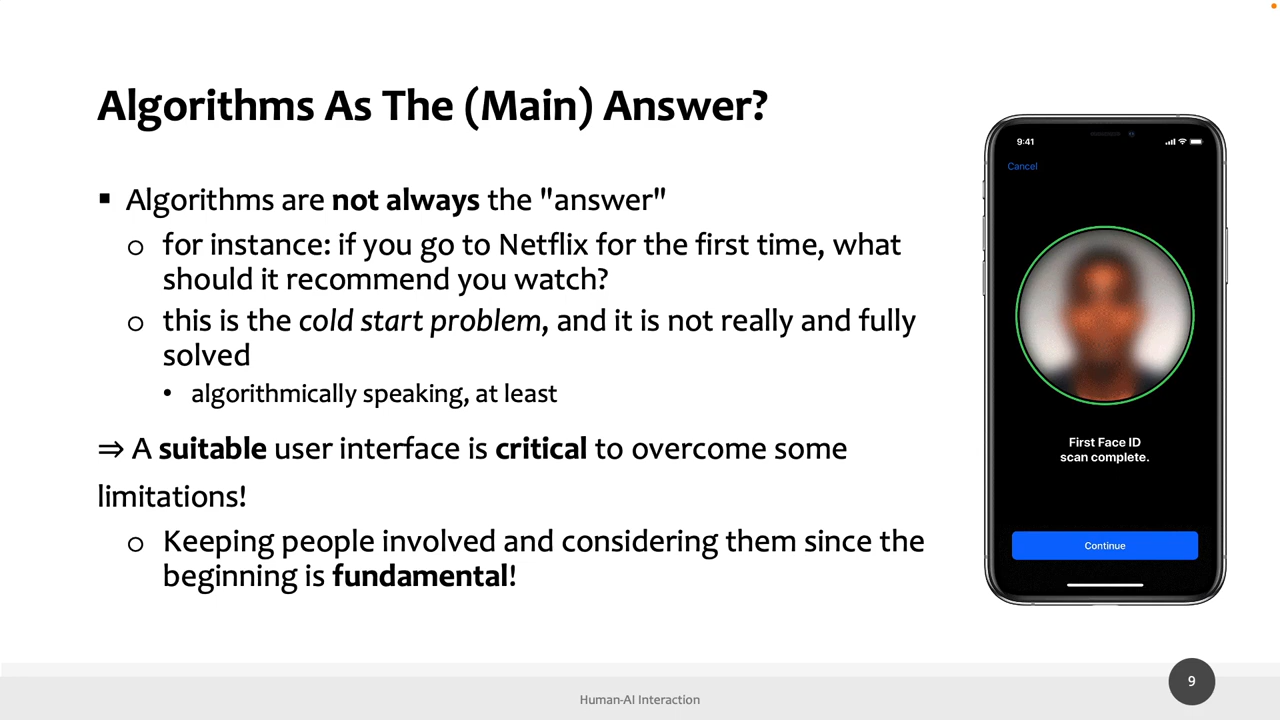 Algorithms As The (Main) Answer?
▪ Algorithms are not always the "answer"
o for instance: if you go to Netflix for the first time, what
should it recommend you watch?
o this is the cold start problem, and it is not really and fully
solved
• algorithmically speaking, at least
⇒ A suitable user interface is critical to overcome some
limitations!
o Keeping people involved and considering them since the
beginning is fundamental!
9:41
Cancel
First Face ID
scan complete.
Continue
Human-AI Interaction
9